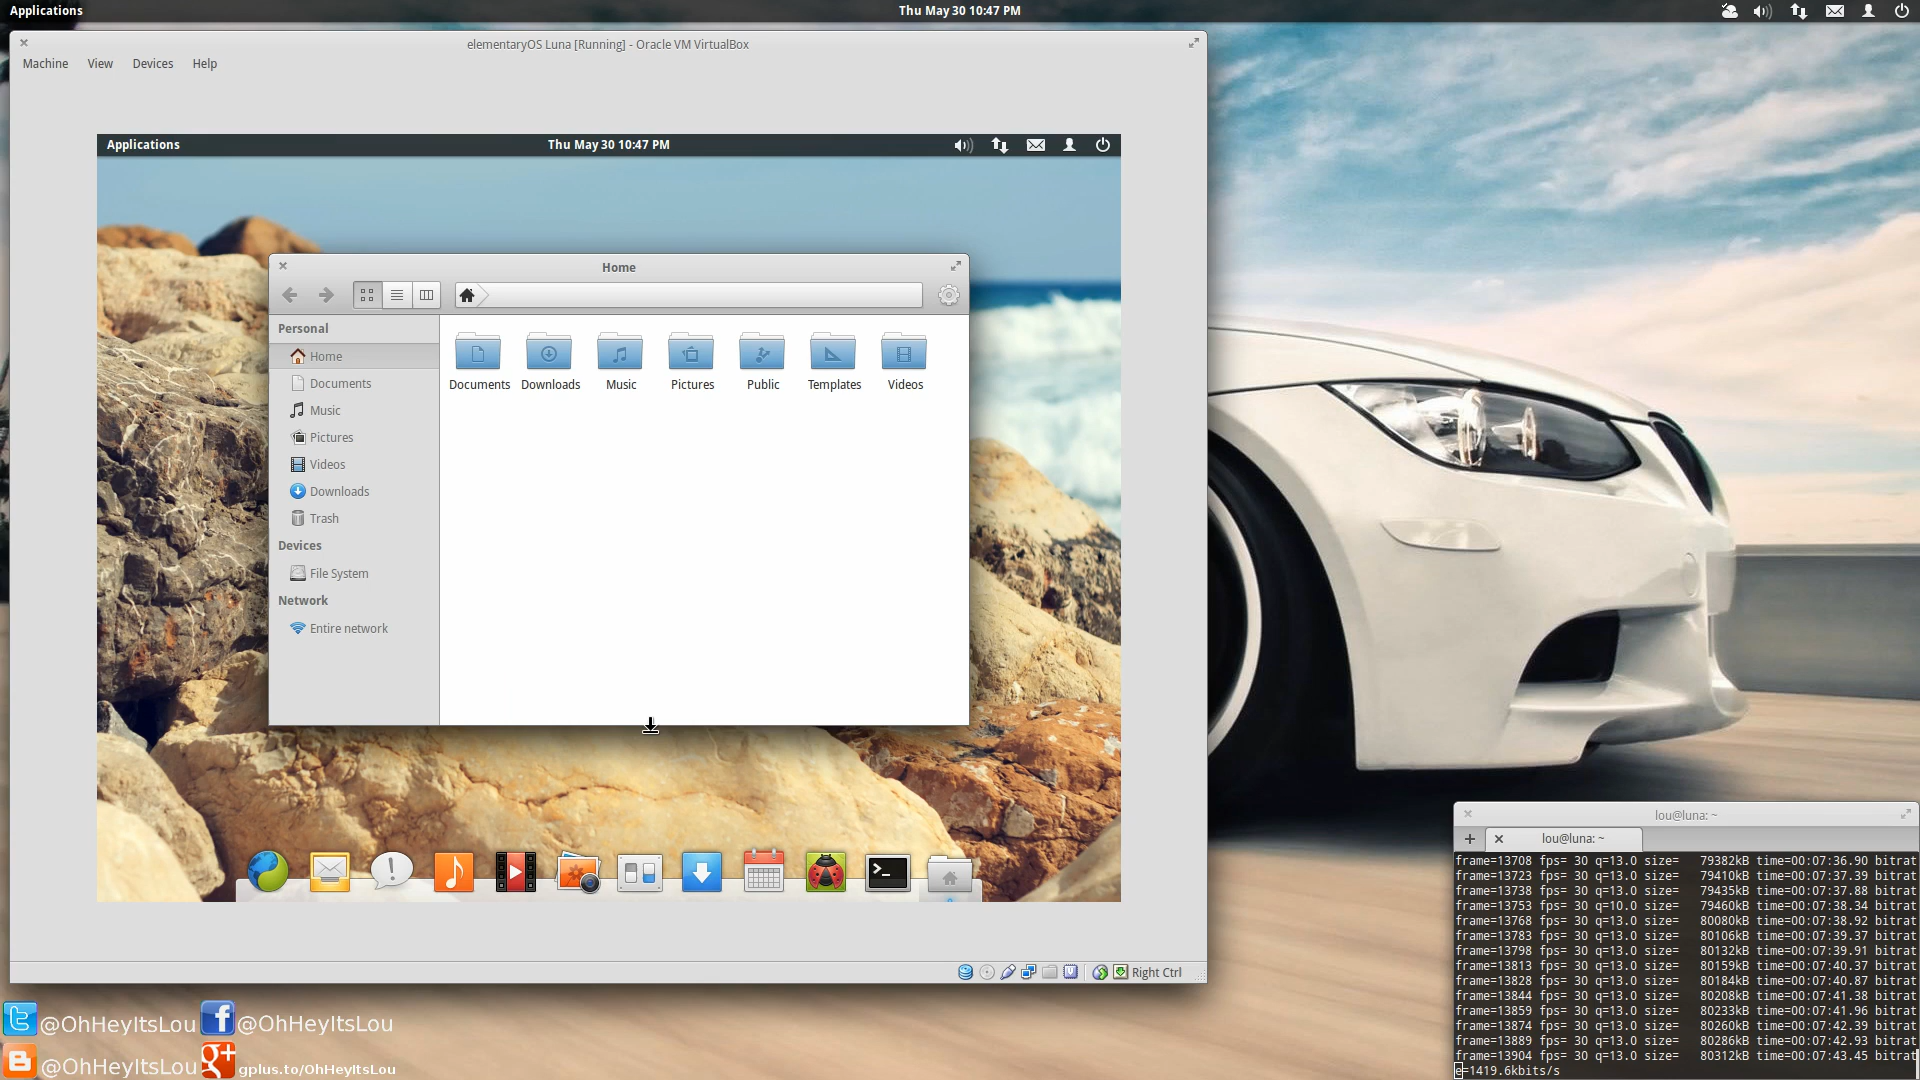 Applications
Thu May 30 10:47 PM
elementaryOS Luna [Running] - Oracle VM VirtualBox
Machine View Devices Help
Applications
Thu May 30 10:47 PM
Home
Personal
Home
Documents
Music
Pictures
Videos
Downloads
Trash
Devices
File System
Network
Entire network
Documents Downloads Music Pictures Public Templates Videos
Right Ctrl
lou@luna: ~
lou@luna: ~
frame=13708 fps= 30 q=13.0 size=   79382kB time=00:07:36.90 bitrat
frame=13723 fps= 30 q=13.0 size=   79410kB time=00:07:37.39 bitrat
frame=13738 fps= 30 q=13.0 size=   79435kB time=00:07:37.88 bitrat
frame=13753 fps= 30 q=10.0 size=   79460kB time=00:07:38.34 bitrat
frame=13768 fps= 30 q=13.0 size=   80080kB time=00:07:38.92 bitrat
frame=13783 fps= 30 q=13.0 size=   80106kB time=00:07:39.37 bitrat
frame=13798 fps= 30 q=13.0 size=   80132kB time=00:07:39.91 bitrat
frame=13813 fps= 30 q=13.0 size=   80159kB time=00:07:40.37 bitrat
frame=13828 fps= 30 q=13.0 size=   80184kB time=00:07:40.87 bitrat
frame=13844 fps= 30 q=13.0 size=   80208kB time=00:07:41.38 bitrat
frame=13859 fps= 30 q=13.0 size=   80233kB time=00:07:41.96 bitrat
frame=13874 fps= 30 q=13.0 size=   80260kB time=00:07:42.39 bitrat
frame=13889 fps= 30 q=13.0 size=   80286kB time=00:07:42.93 bitrat
frame=13904 fps= 30 q=13.0 size=   80312kB time=00:07:43.45 bitrat
e=1419.6kbits/s
@OhHeyItsLou @OhHeyItsLou
@OhHeyItsLou gplus.to/OhHeyItsLou